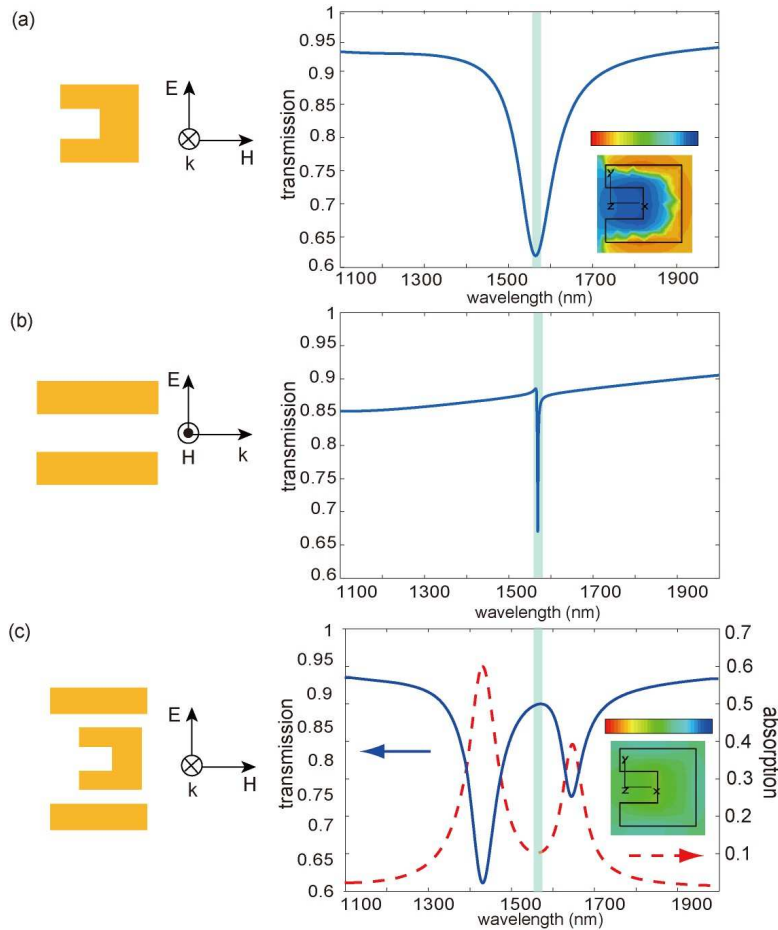 (a)
E
k
H
transmission
1
0.95
0.9
0.85
0.8
0.75
0.7
0.65
0.6
1100 1300 1500 1700 1900
wavelength (nm)
Y
Z X
(b)
E
H
k
transmission
1
0.95
0.9
0.85
0.8
0.75
0.7
0.65
0.6
1100 1300 1500 1700 1900
wavelength (nm)
(c)
E
k
H
transmission
1
0.95
0.9
0.85
0.8
0.75
0.7
0.65
0.6
1100 1300 1500 1700 1900
wavelength (nm)
0.7
0.6
0.5
0.4
0.3
0.2
0.1
absorption
Y
Z X